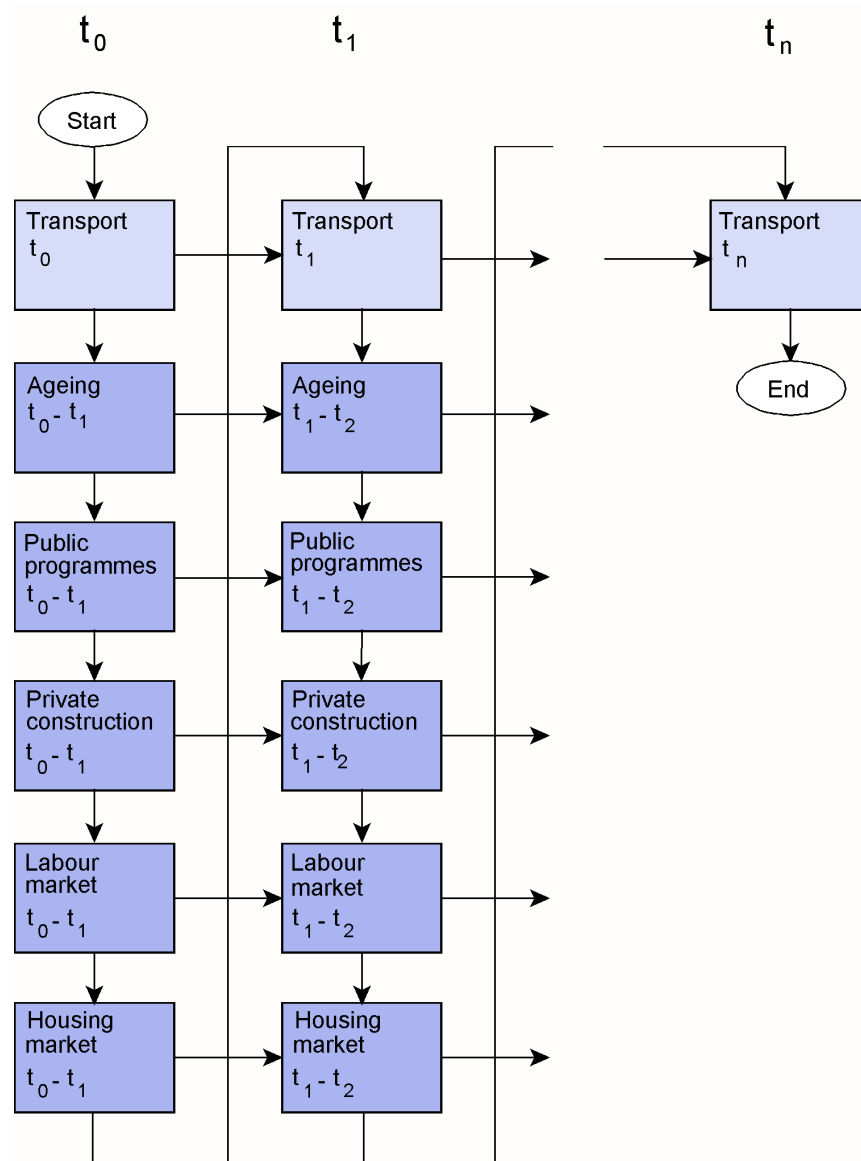 t0 t1 tn
Start
Transport
t0
Transport
t1
Transport
tn
Ageing
t0 - t1
Ageing
t1 - t2
End
Public
programmes
t0 - t1
Public
programmes
t1 - t2
Private
construction
t0 - t1
Private
construction
t1 - t2
Labour
market
t0 - t1
Labour
market
t1 - t2
Housing
market
t0 - t1
Housing
market
t1 - t2